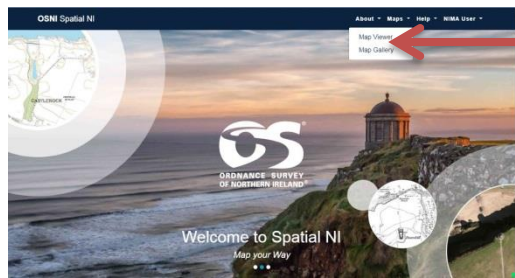 OSNI Spatial NI
About Maps Help NIMA User
Map Viewer
Map Gallery
CASTLEROCK
OS
ORDNANCE SURVEY
OF NORTHERN IRELAND®
Welcome to Spatial NI
Map your Way